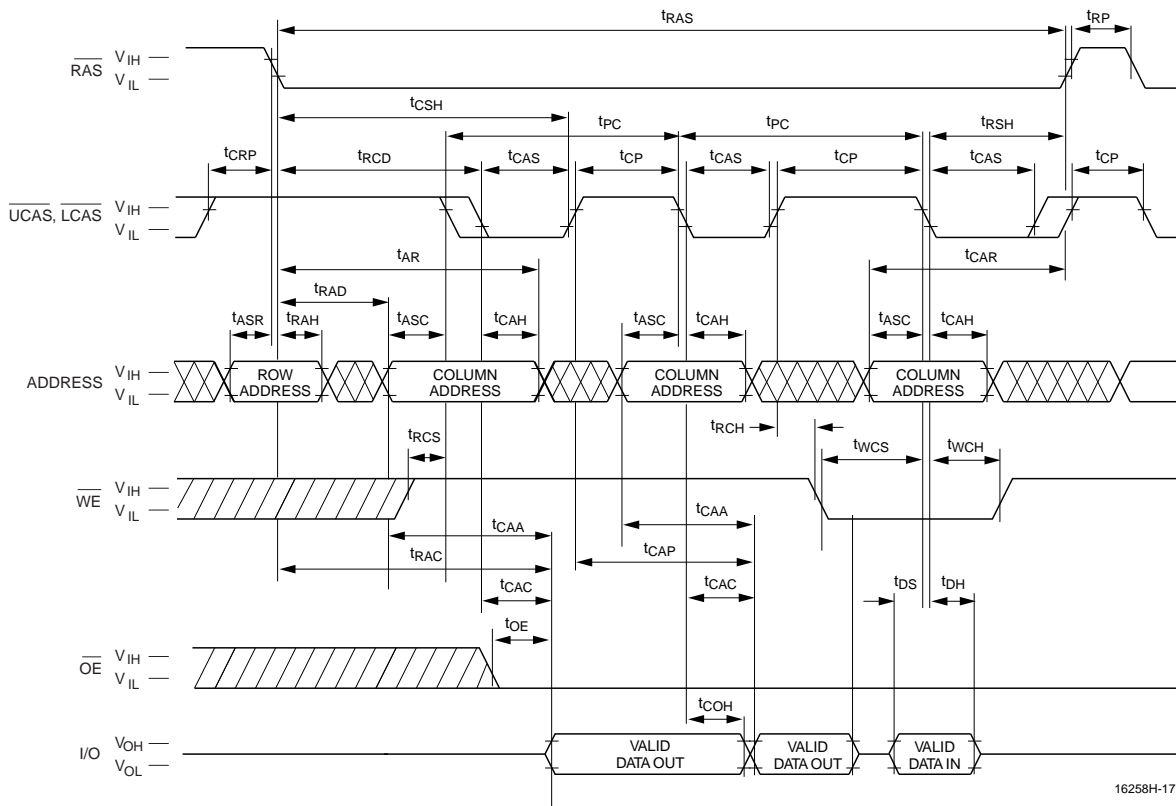 tRAS
tRP
RAS VIH
VIL
tCSH
tPC tPC tRSH
tCRP tRCD tCAS tCP tCAS tCP tCAS tCP
UCAS, LCAS VIH
VIL
tAR tCAR
tRAD
tASR tRAH tASC tCAH tASC tCAH tASC tCAH
ADDRESS VIH
VIL
ROW ADDRESS
COLUMN ADDRESS
COLUMN ADDRESS
COLUMN ADDRESS
tRCS tRCH tWCS tWCH
WE VIH
VIL
tCAA tCAA
tRAC tCAP
tCAC tCAC tDS tDH
tOE
OE VIH
VIL
tCOH
I/O VOH
VOL
VALID DATA OUT
VALID DATA OUT
VALID DATA IN
16258H-17